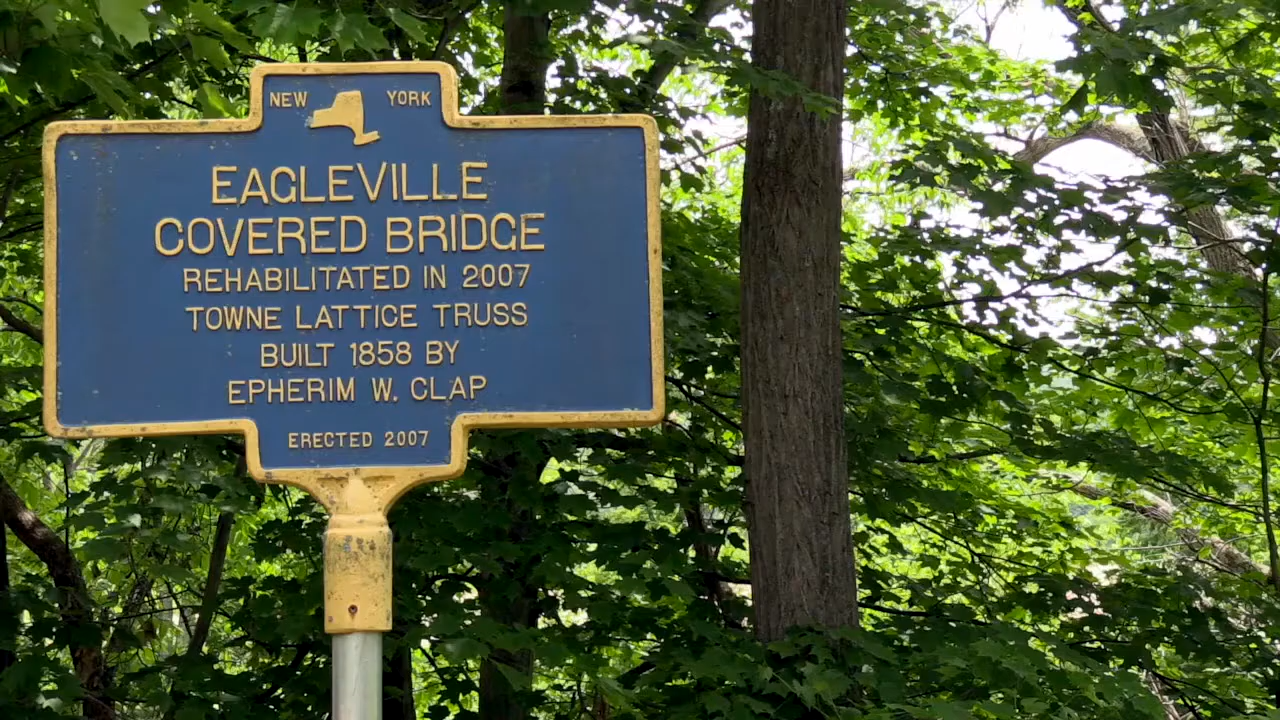 NEW YORK
EAGLEVILLE
COVERED BRIDGE
REHABILITATED IN 2007
TOWNE LATTICE TRUSS
BUILT 1858 BY
EPHERIM W. CLAP
ERECTED 2007